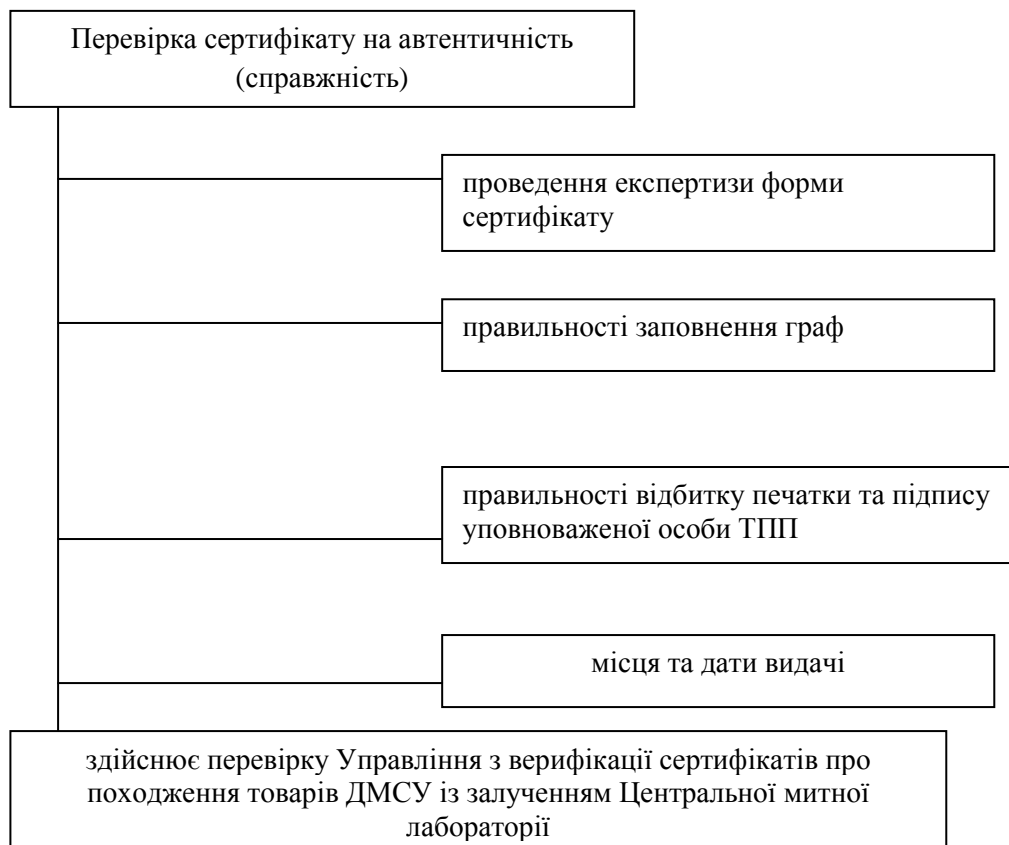 Перевірка сертифікату на автентичність
(справжність)
проведення експертизи форми
сертифікату
правильності заповнення граф
правильності відбитку печатки та підпису
уповноваженої особи ТПП
місця та дати видачі
здійснює перевірку Управління з верифікації сертифікатів про
походження товарів ДМСУ із залученням Центральної митної
лабораторії